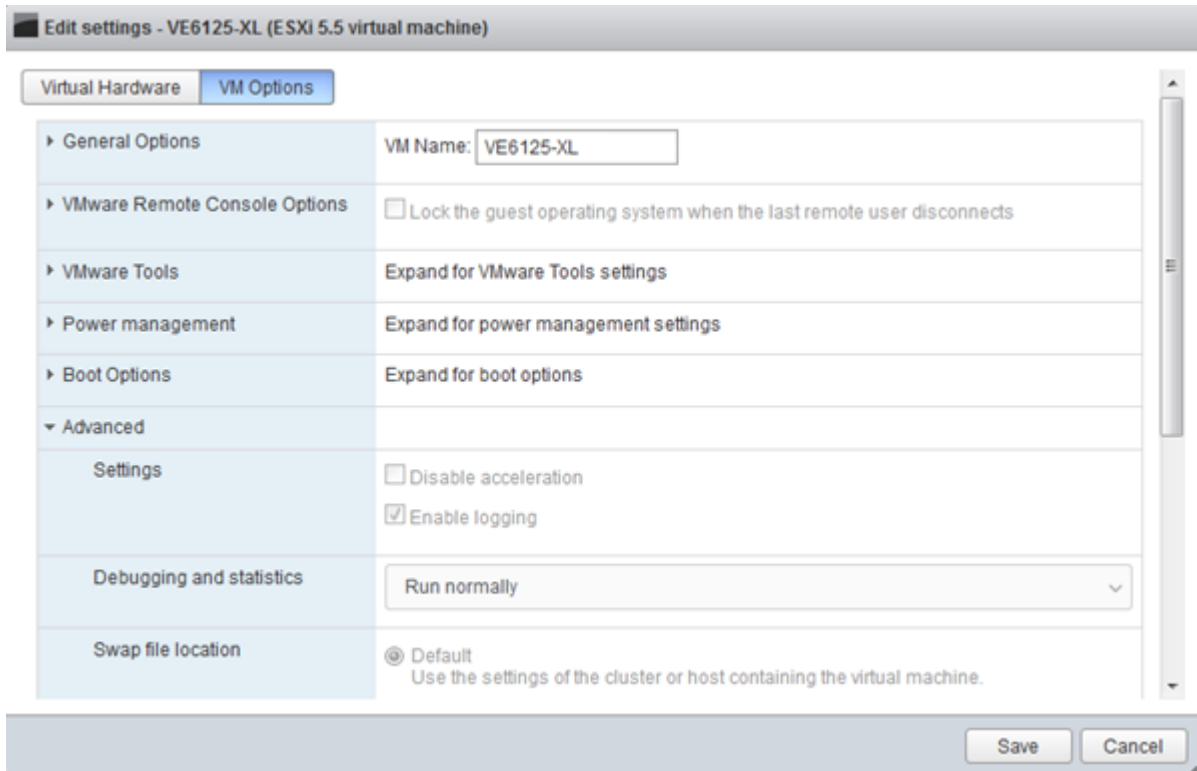 Edit settings - VE6125-XL (ESXi 5.5 virtual machine)
Virtual Hardware VM Options
General Options VM Name: VE6125-XL
VMware Remote Console Options Lock the guest operating system when the last remote user disconnects
VMware Tools Expand for VMware Tools settings
Power management Expand for power management settings
Boot Options Expand for boot options
Advanced
Settings Disable acceleration
Enable logging
Debugging and statistics Run normally
Swap file location Default
Use the settings of the cluster or host containing the virtual machine.
Save Cancel